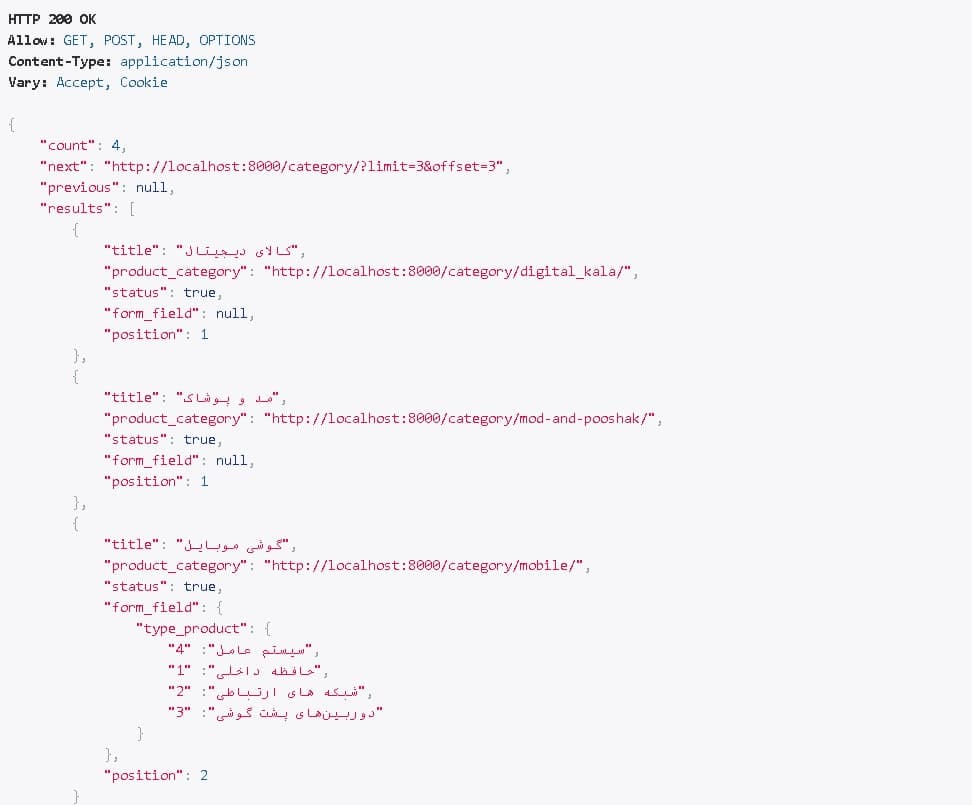 HTTP 200 OK
Allow: GET, POST, HEAD, OPTIONS
Content-Type: application/json
Vary: Accept, Cookie
{
"count": 4,
"next": "http://localhost:8000/category/?limit=3&offset=3",
"previous": null,
"results": [
{
"title": "کالای دیجیتال",
"product_category": "http://localhost:8000/category/digital_kala/",
"status": true,
"form_field": null,
"position": 1
},
{
"title": "مد و پوشاک",
"product_category": "http://localhost:8000/category/mod-and-pooshak/",
"status": true,
"form_field": null,
"position": 1
},
{
"title": "گوشی موبایل",
"product_category": "http://localhost:8000/category/mobile/",
"status": true,
"form_field": {
"type_product": {
"سیستم عامل": "4",
"حافظه داخلی": "1",
"شبکه های ارتباطی": "2",
"دوربین‌های پشت گوشی": "3"
}
},
"position": 2
}